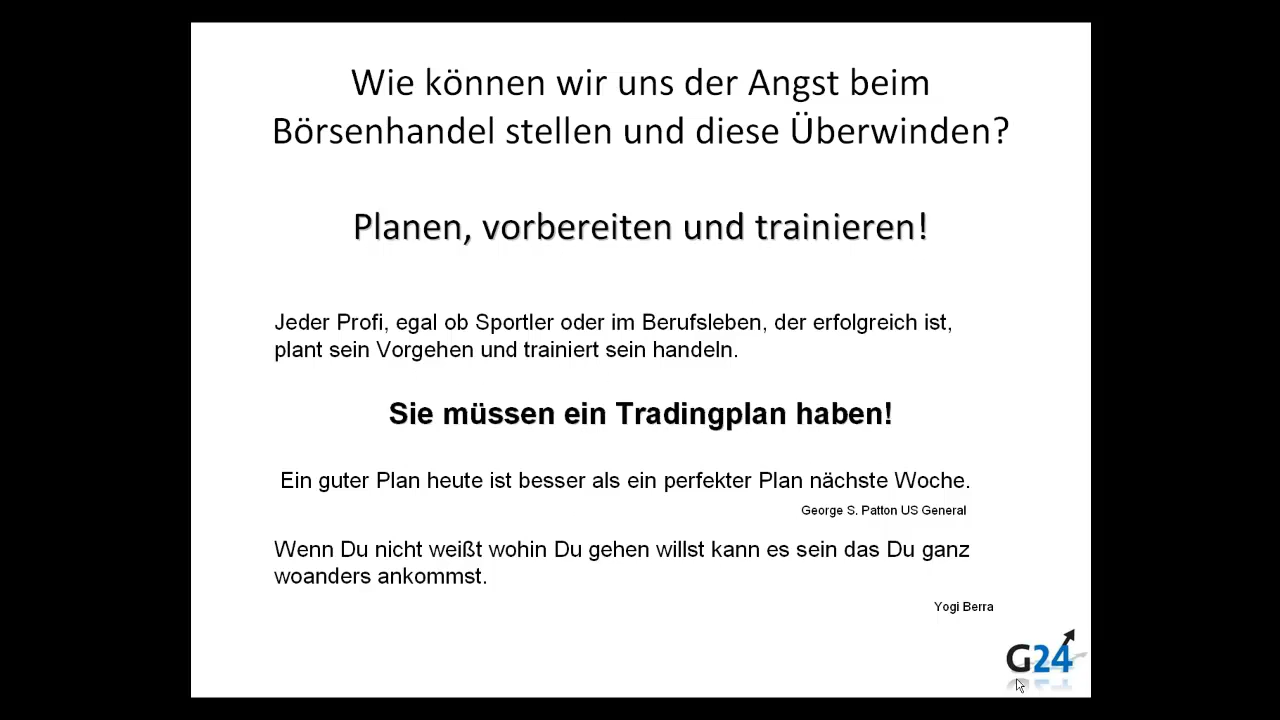 Wie können wir uns der Angst beim
Börsenhandel stellen und diese Überwinden?
Planen, vorbereiten und trainieren!
Jeder Profi, egal ob Sportler oder im Berufsleben, der erfolgreich ist,
plant sein Vorgehen und trainiert sein handeln.
Sie müssen ein Tradingplan haben!
Ein guter Plan heute ist besser als ein perfekter Plan nächste Woche.
George S. Patton US General
Wenn Du nicht weißt wohin Du gehen willst kann es sein das Du ganz
woanders ankommst.
Yogi Berra
G24